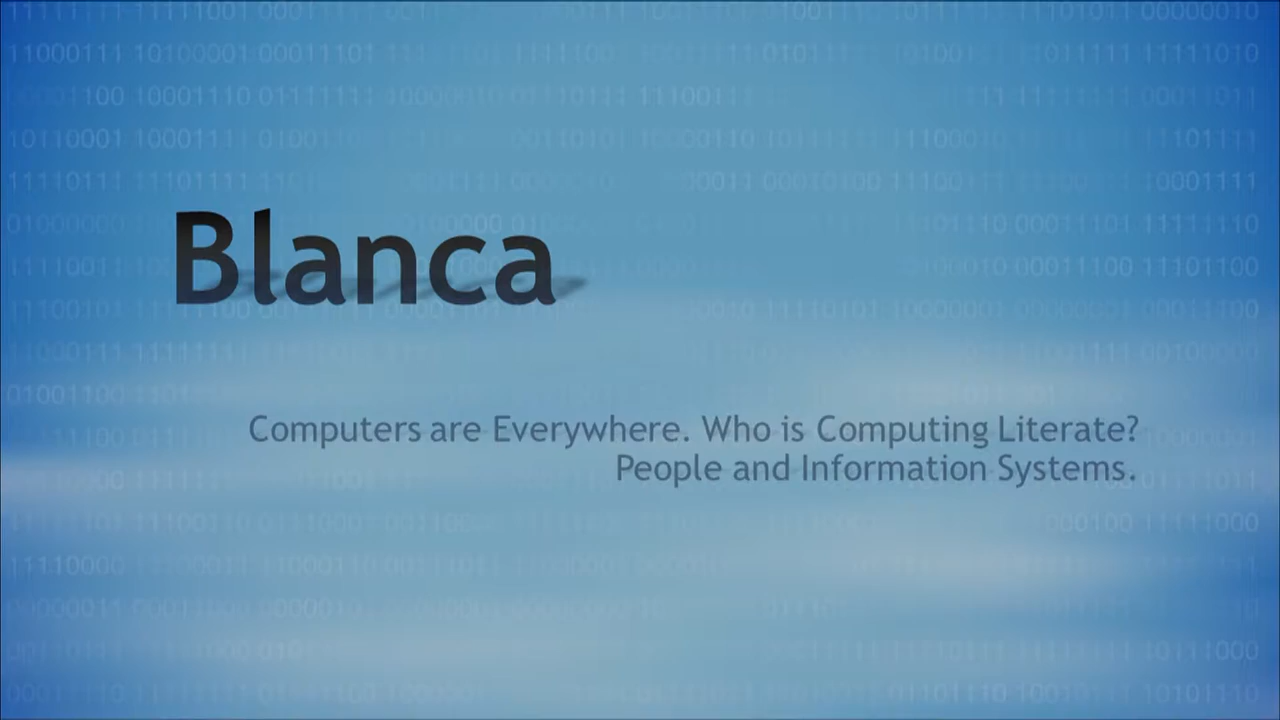 Blanca
Computers are Everywhere. Who is Computing Literate?
People and Information Systems.